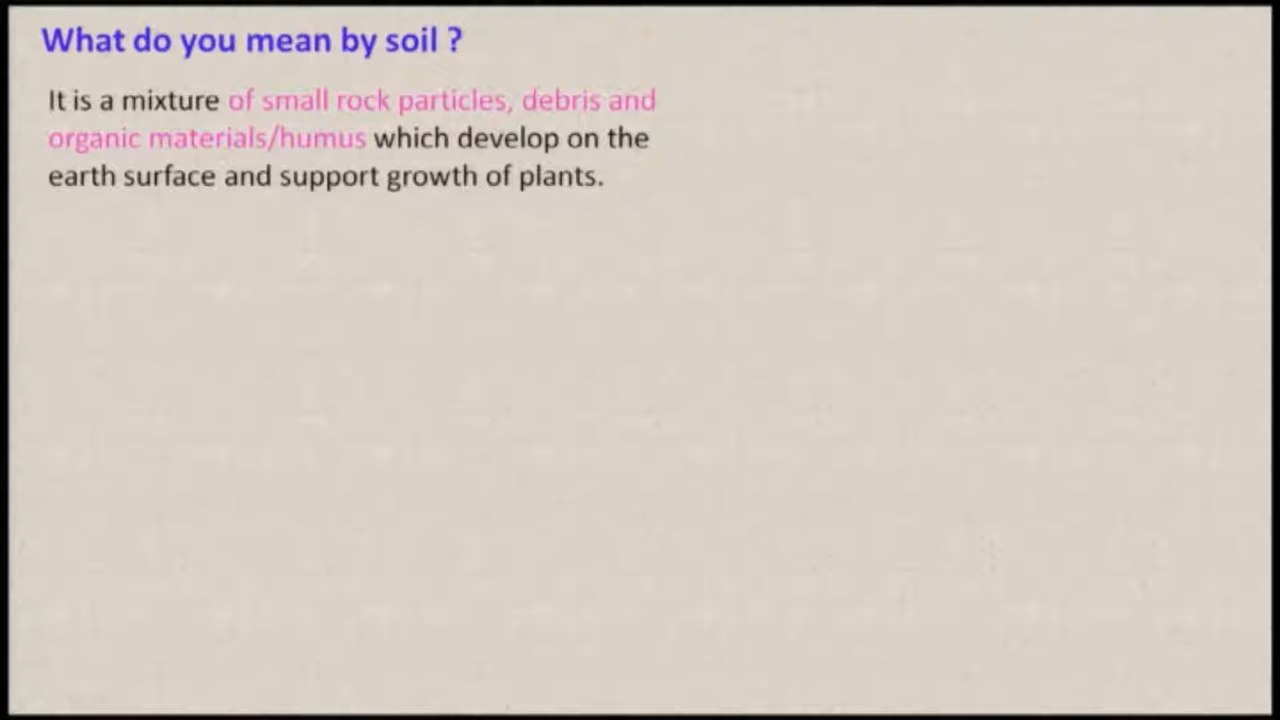 What do you mean by soil ?
It is a mixture of small rock particles, debris and
organic materials/humus which develop on the
earth surface and support growth of plants.